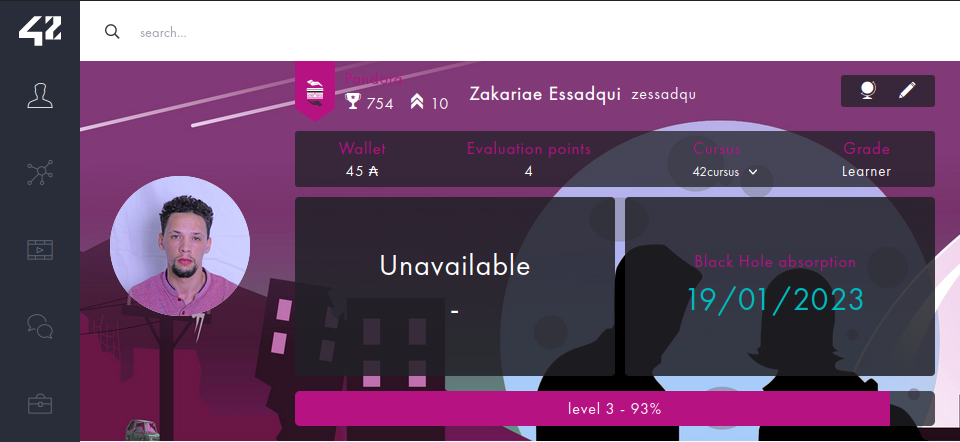 42
search...
Pandora
754 10
Zakariae Essadqui zessadqu
Wallet Evaluation points Cursus Grade
45 ₳ 4 42cursus Learner
Unavailable
-
Black Hole absorption
19/01/2023
level 3 - 93%